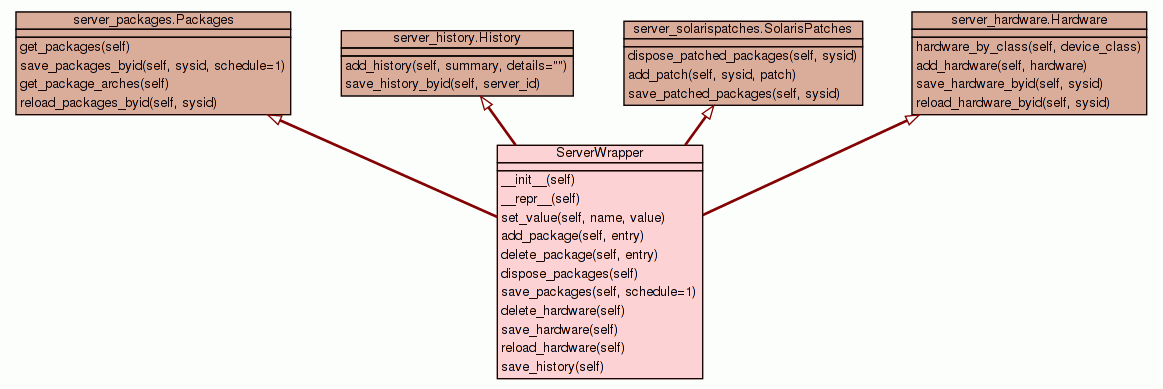 server_packages.Packages
get_packages(self)
save_packages_byid(self, sysid, schedule=1)
get_package_arches(self)
reload_packages_byid(self, sysid)
server_history.History
add_history(self, summary, details="")
save_history_byid(self, server_id)
server_solarispatches.SolarisPatches
dispose_patched_packages(self, sysid)
add_patch(self, sysid, patch)
save_patched_packages(self, sysid)
server_hardware.Hardware
hardware_by_class(self, device_class)
add_hardware(self, hardware)
save_hardware_byid(self, sysid)
reload_hardware_byid(self, sysid)
ServerWrapper
__init__(self)
__repr__(self)
set_value(self, name, value)
add_package(self, entry)
delete_package(self, entry)
dispose_packages(self)
save_packages(self, schedule=1)
delete_hardware(self)
save_hardware(self)
reload_hardware(self)
save_history(self)